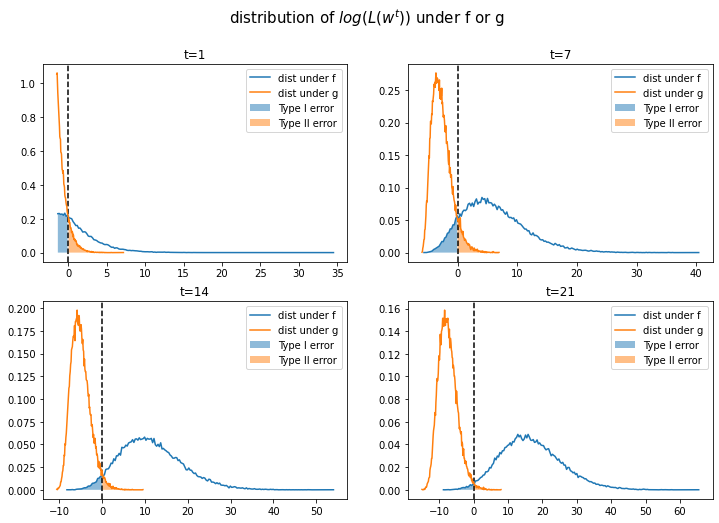 distribution of log(L(w^t)) under f or g
t=1
1.0
0.8
0.6
0.4
0.2
0.0
0 5 10 15 20 25 30 35
dist under f
dist under g
Type I error
Type II error
t=7
0.25
0.20
0.15
0.10
0.05
0.00
0 10 20 30 40
dist under f
dist under g
Type I error
Type II error
t=14
0.200
0.175
0.150
0.125
0.100
0.075
0.050
0.025
0.000
−10 0 10 20 30 40 50
dist under f
dist under g
Type I error
Type II error
t=21
0.16
0.14
0.12
0.10
0.08
0.06
0.04
0.02
0.00
−10 0 10 20 30 40 50 60
dist under f
dist under g
Type I error
Type II error